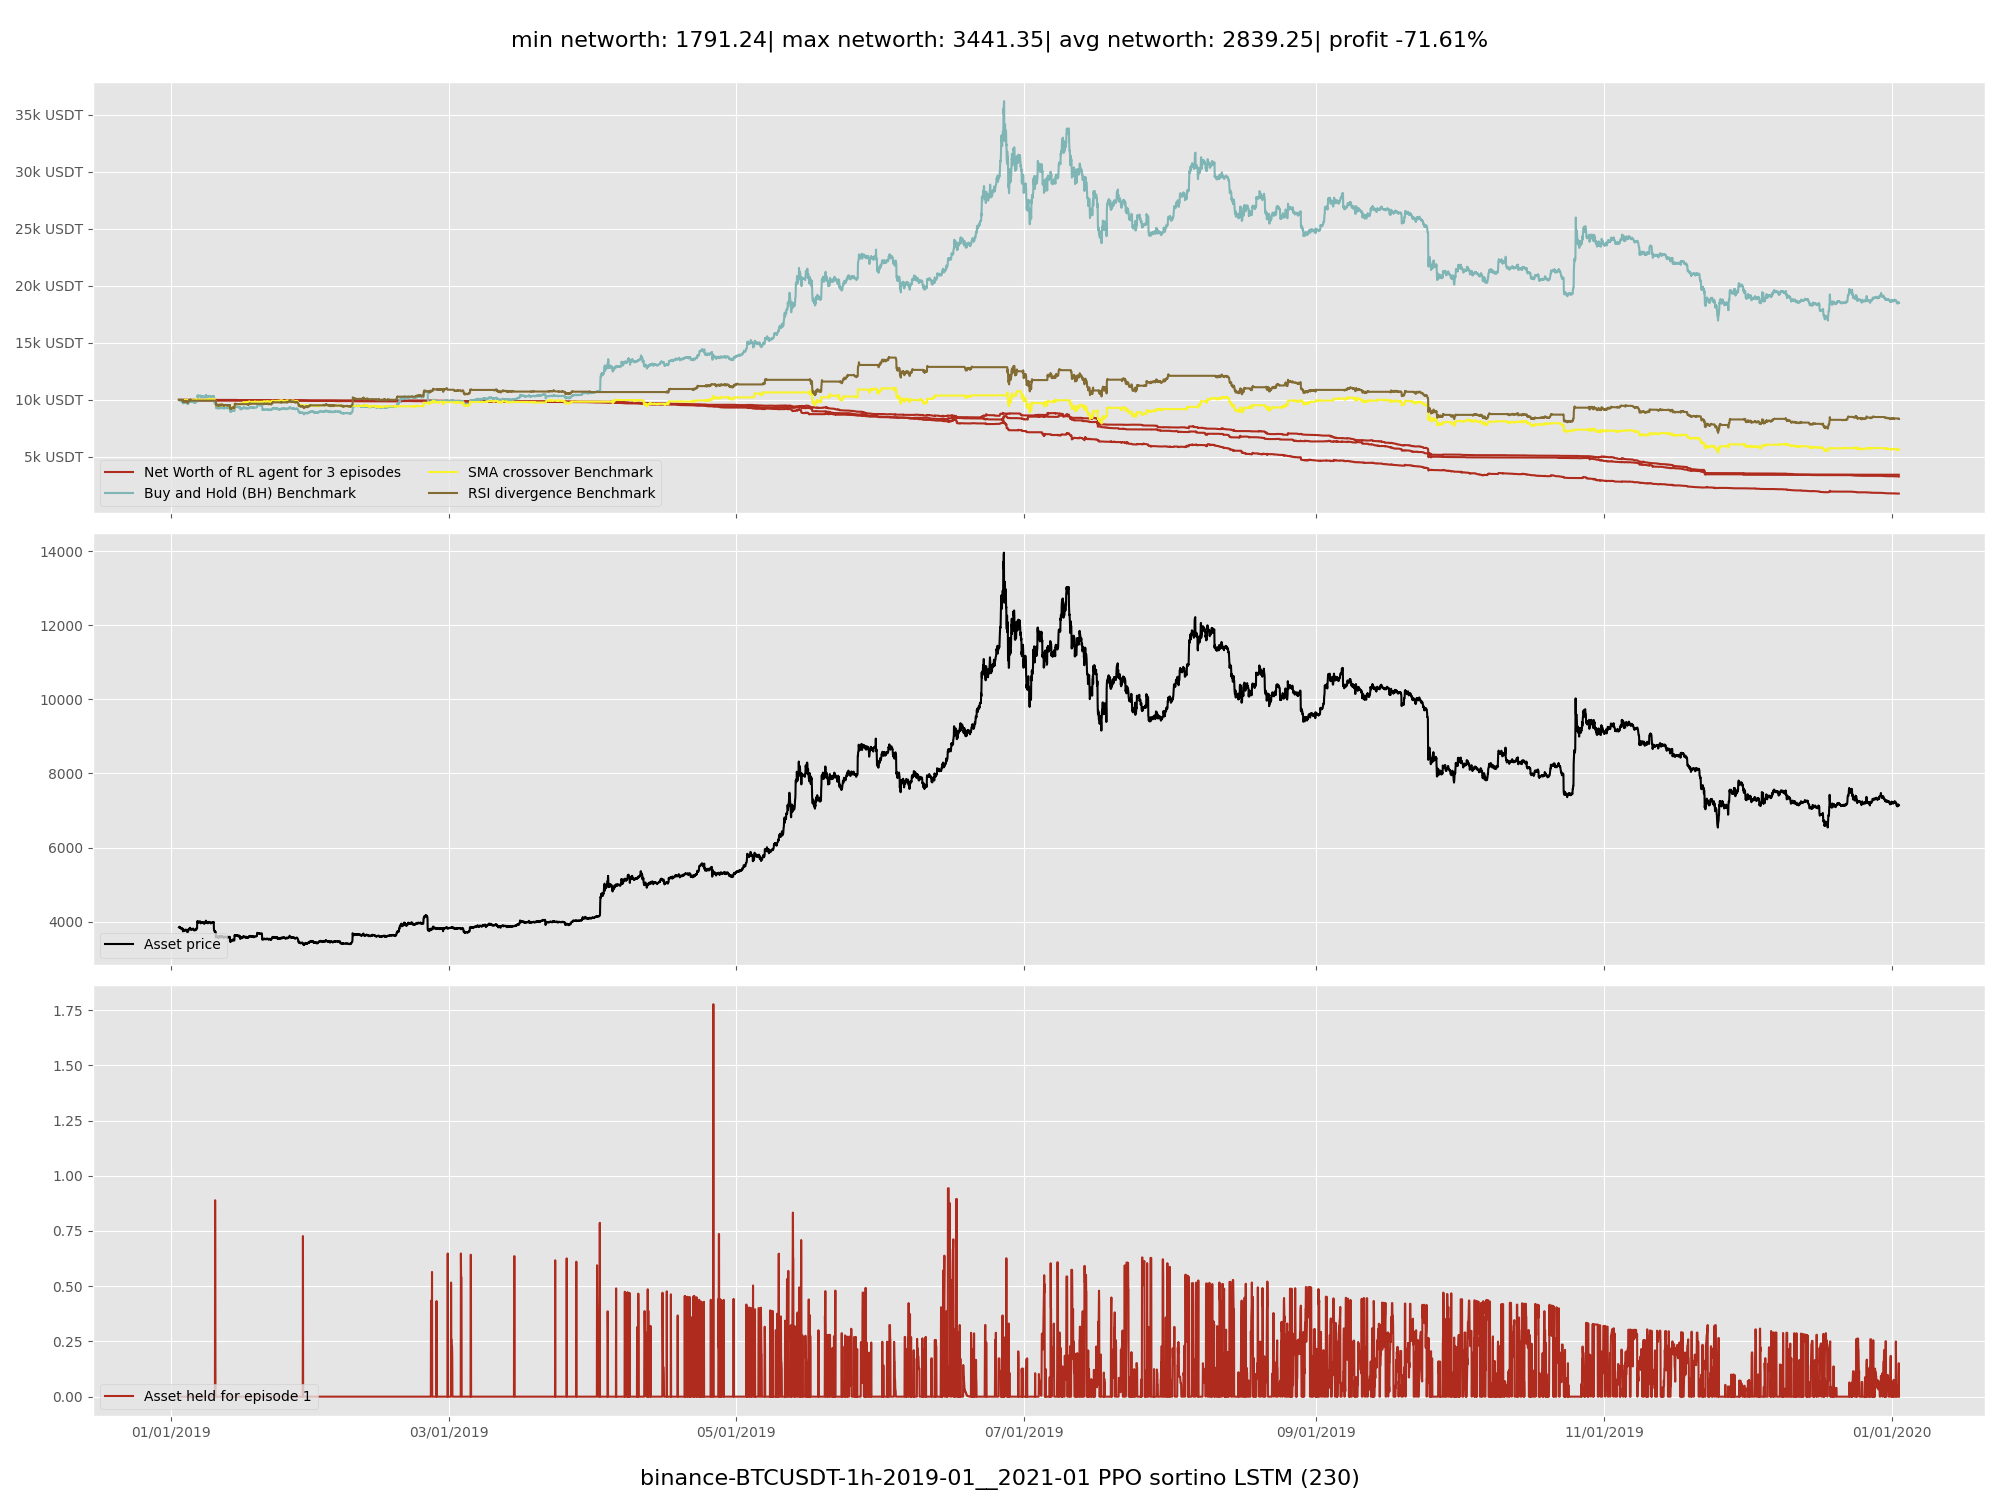 min networth: 1791.24| max networth: 3441.35| avg networth: 2839.25| profit -71.61%
35k USDT
30k USDT
25k USDT
20k USDT
15k USDT
10k USDT
5k USDT
Net Worth of RL agent for 3 episodes
Buy and Hold (BH) Benchmark
SMA crossover Benchmark
RSI divergence Benchmark
14000
12000
10000
8000
6000
4000
Asset price
1.75
1.50
1.25
1.00
0.75
0.50
0.25
0.00
Asset held for episode 1
01/01/2019 03/01/2019 05/01/2019 07/01/2019 09/01/2019 11/01/2019 01/01/2020
binance-BTCUSDT-1h-2019-01__2021-01 PPO sortino LSTM (230)